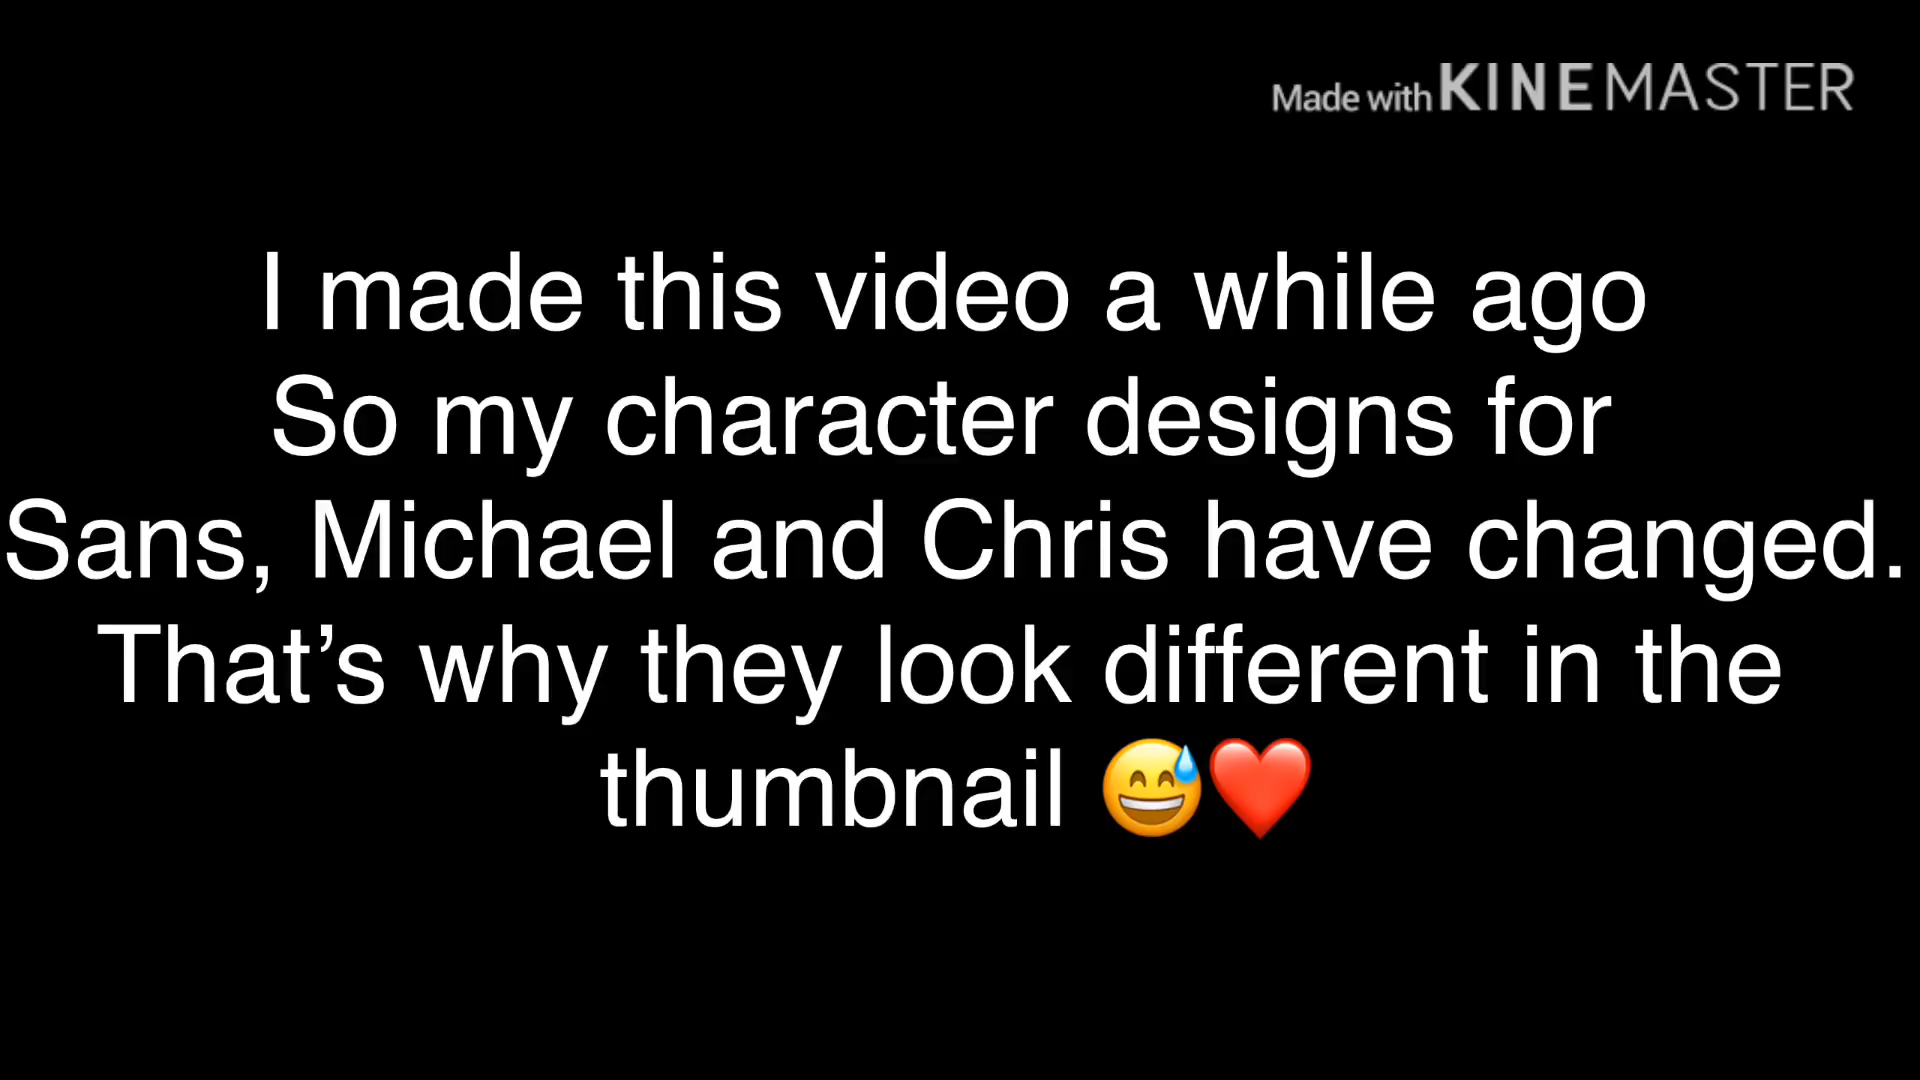 Made with KINEMASTER
I made this video a while ago
So my character designs for
Sans, Michael and Chris have changed.
That’s why they look different in the
thumbnail 😅❤️